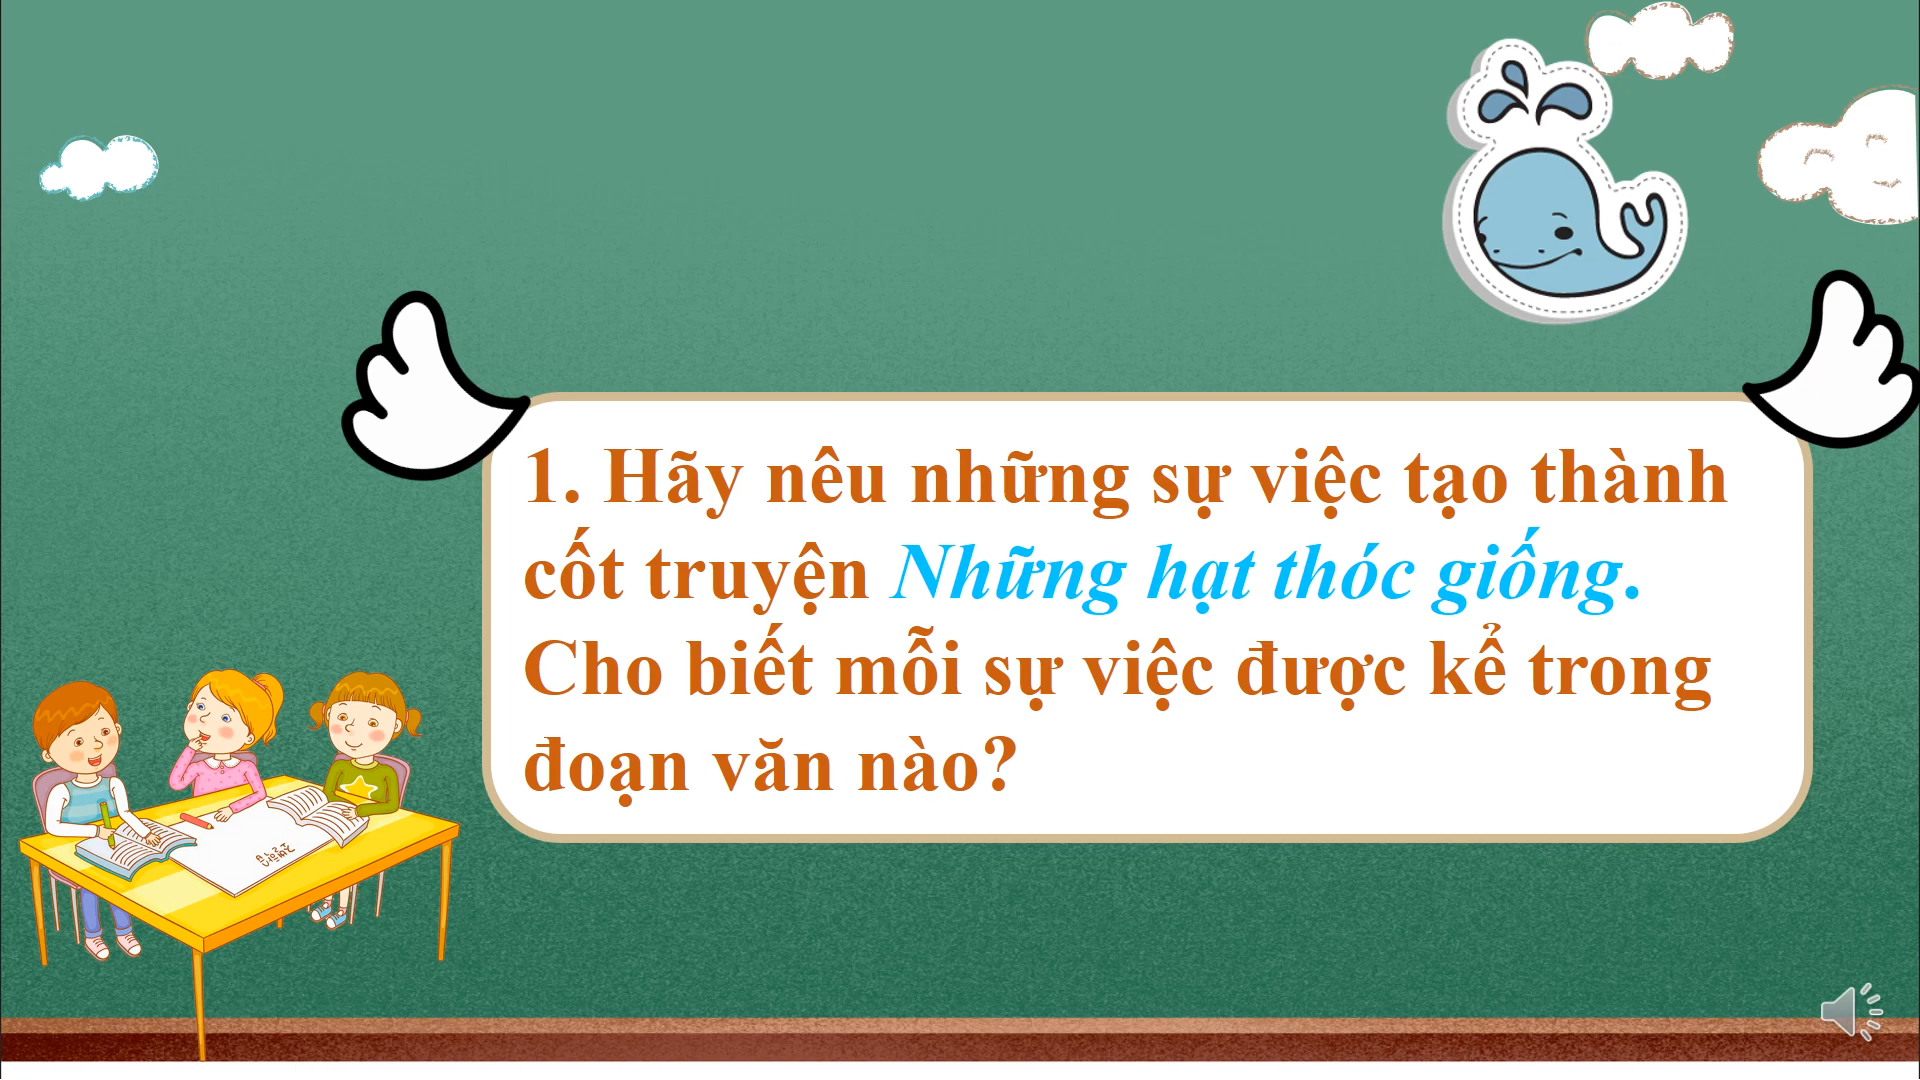 1. Hãy nêu những sự việc tạo thành
cốt truyện Những hạt thóc giống.
Cho biết mỗi sự việc được kể trong
đoạn văn nào?